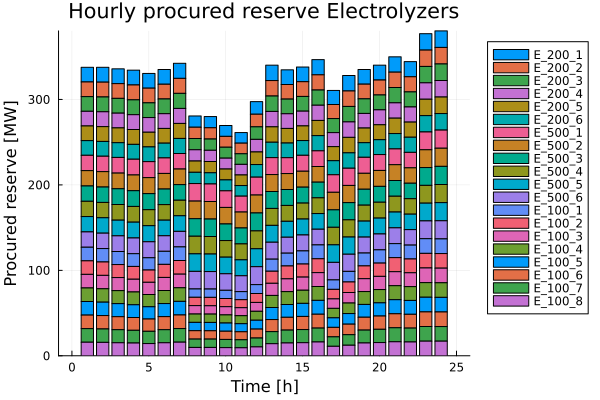 Hourly procured reserve Electrolyzers
Procured reserve [MW]
300
200
100
0
0 5 10 15 20 25
Time [h]
E_200_1
E_200_2
E_200_3
E_200_4
E_200_5
E_200_6
E_500_1
E_500_2
E_500_3
E_500_4
E_500_5
E_500_6
E_100_1
E_100_2
E_100_3
E_100_4
E_100_5
E_100_6
E_100_7
E_100_8